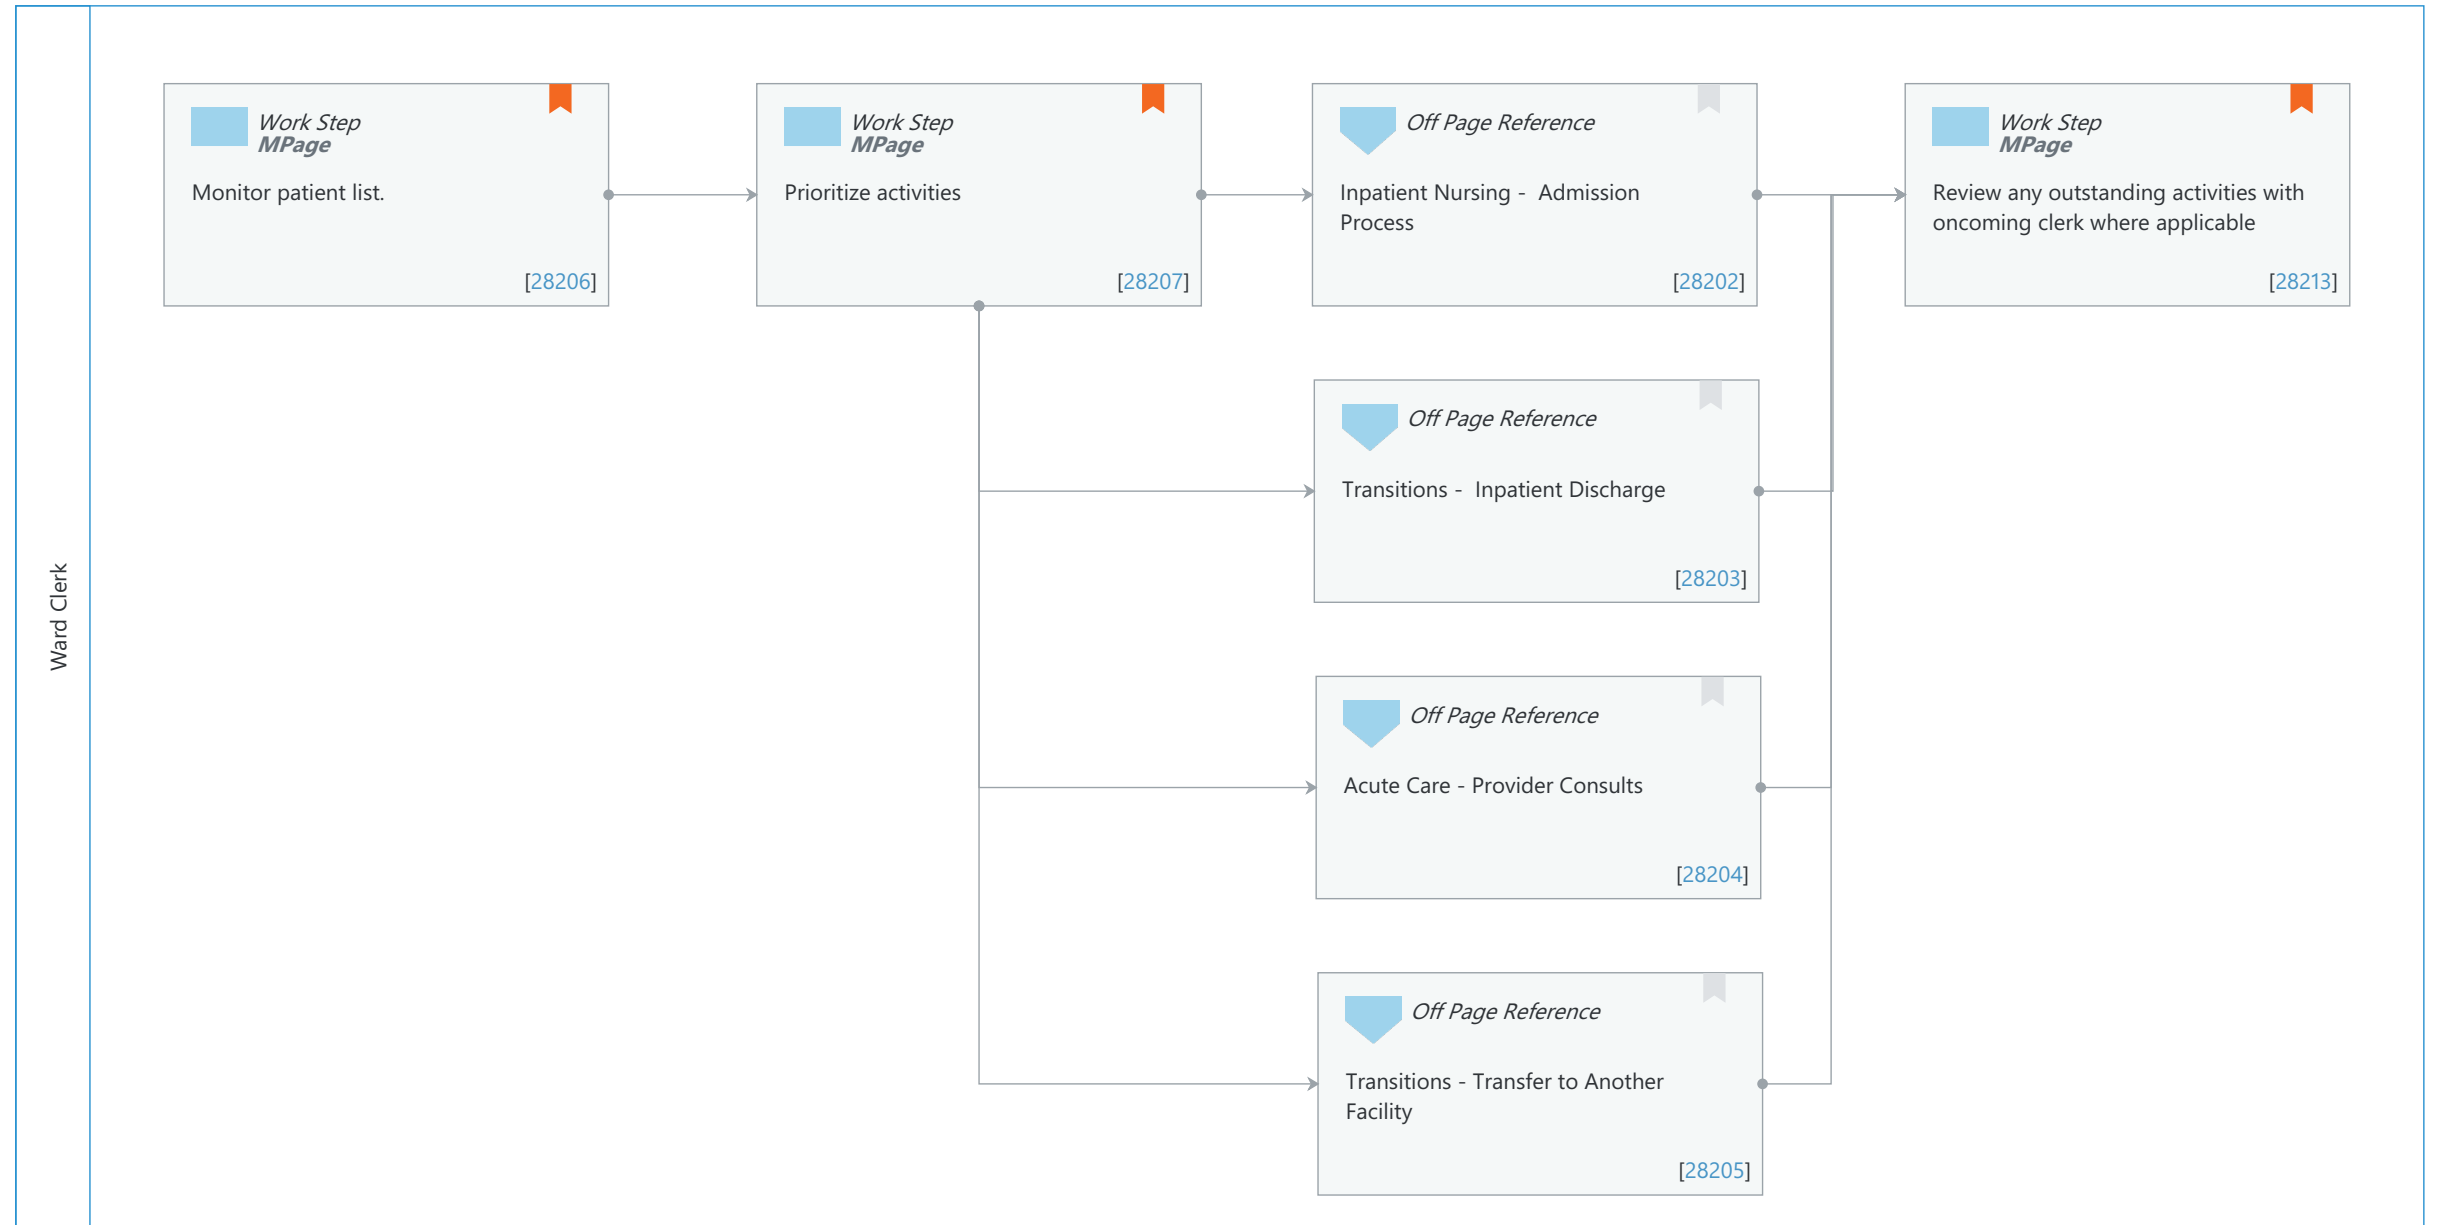 Ward Clerk
Work Step
MPage
Monitor patient list.
[28206]
Work Step
MPage
Prioritize activities
[28207]
Off Page Reference
Inpatient Nursing -  Admission
Process
[28202]
Work Step
MPage
Review any outstanding activities with
oncoming clerk where applicable
[28213]
Off Page Reference
Transitions -  Inpatient Discharge
[28203]
Off Page Reference
Acute Care - Provider Consults
[28204]
Off Page Reference
Transitions - Transfer to Another
Facility
[28205]